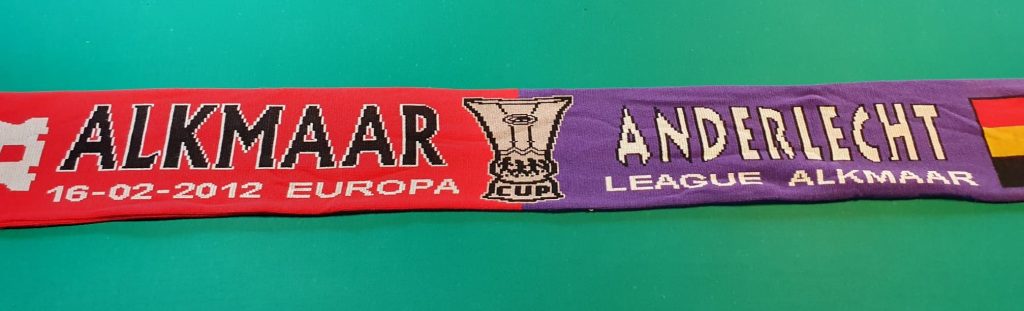 ALKMAAR
16-02-2012 EUROPA
CUP
ANDERLECHT
LEAGUE ALKMAAR